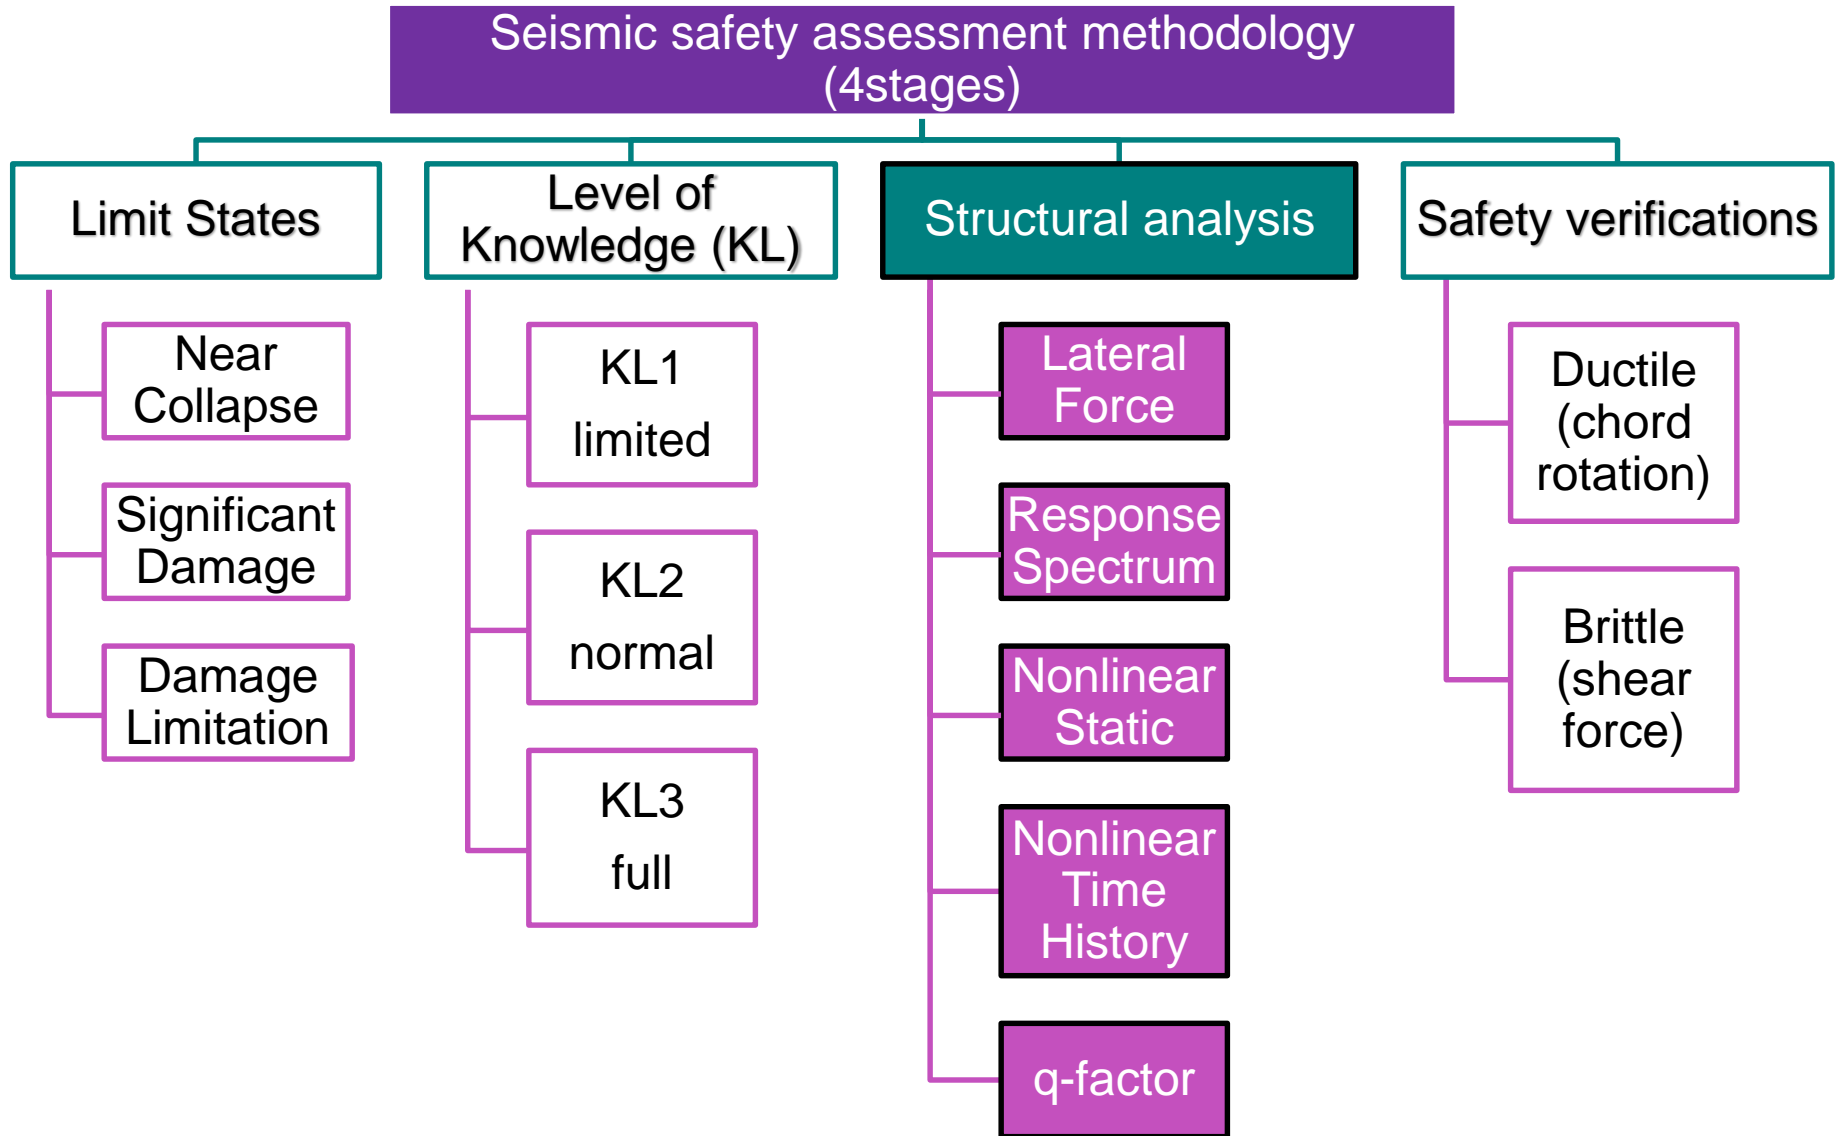 Seismic safety assessment methodology
(4stages)
Limit States
Near
Collapse
Significant
Damage
Damage
Limitation
Level of
Knowledge (KL)
KL1
limited
KL2
normal
KL3
full
Structural analysis
Lateral
Force
Response
Spectrum
Nonlinear
Static
Nonlinear
Time
History
q-factor
Safety verifications
Ductile
(chord
rotation)
Brittle
(shear
force)